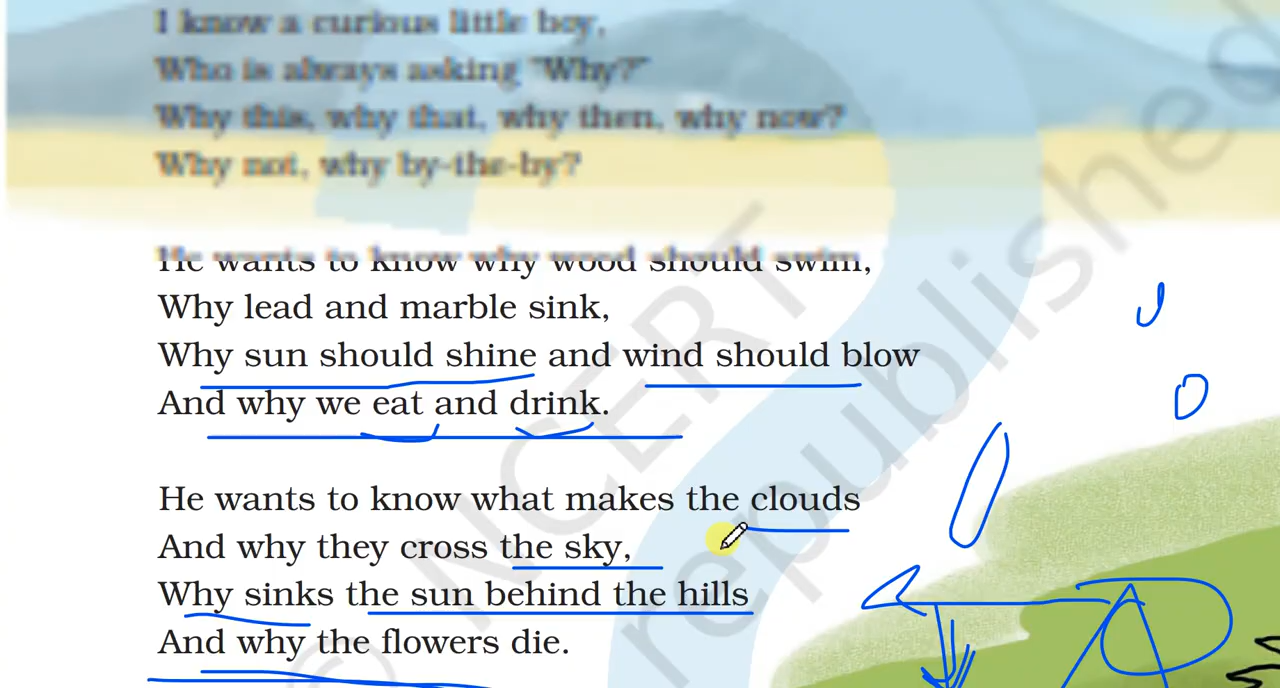 I know a curious little boy,
Who is always asking "Why?"
Why this, why that, why then, why now?
Why not, why by-the-by?
He wants to know why wood should swim,
Why lead and marble sink,
Why sun should shine and wind should blow
And why we eat and drink.
He wants to know what makes the clouds
And why they cross the sky,
Why sinks the sun behind the hills
And why the flowers die.
© NCERT
republished